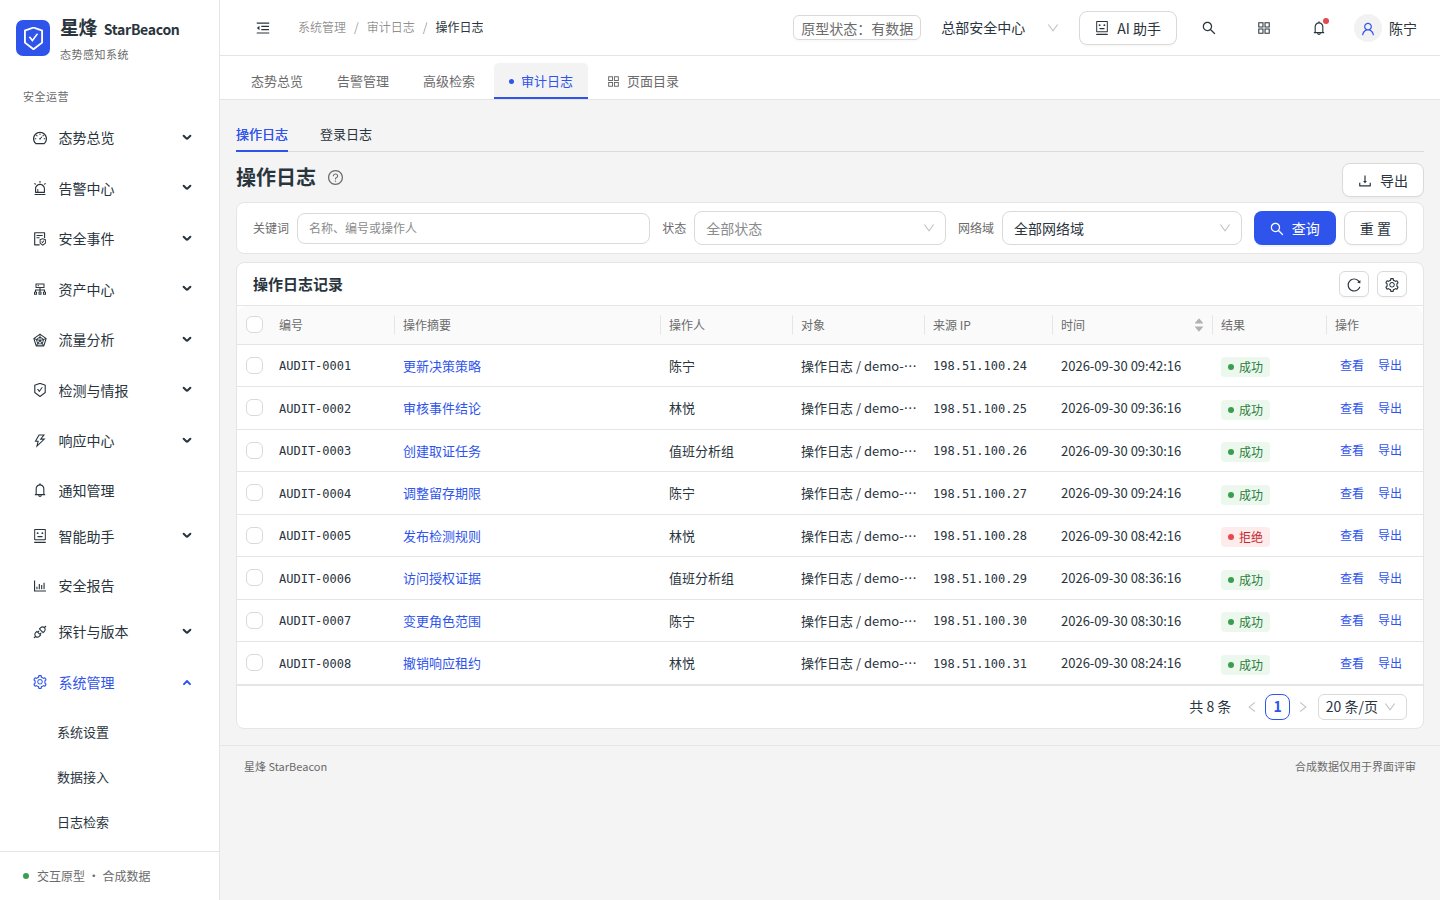 星烽 StarBeacon
态势感知系统
安全运营
态势总览
告警中心
安全事件
资产中心
流量分析
检测与情报
响应中心
通知管理
智能助手
安全报告
探针与版本
系统管理
系统设置
数据接入
日志检索
交互原型 · 合成数据
系统管理 / 审计日志 / 操作日志
原型状态：有数据
总部安全中心
AI 助手
陈宁
态势总览 告警管理 高级检索 审计日志 页面目录
操作日志 登录日志
操作日志
导出
关键词 名称、编号或操作人 状态 全部状态 网络域 全部网络域 查询 重 置
操作日志记录
编号 操作摘要 操作人 对象 来源 IP 时间 结果 操作
AUDIT-0001 更新决策策略 陈宁 操作日志 / demo-··· 198.51.100.24 2026-09-30 09:42:16 成功 查看 导出
AUDIT-0002 审核事件结论 林悦 操作日志 / demo-··· 198.51.100.25 2026-09-30 09:36:16 成功 查看 导出
AUDIT-0003 创建取证任务 值班分析组 操作日志 / demo-··· 198.51.100.26 2026-09-30 09:30:16 成功 查看 导出
AUDIT-0004 调整留存期限 陈宁 操作日志 / demo-··· 198.51.100.27 2026-09-30 09:24:16 成功 查看 导出
AUDIT-0005 发布检测规则 林悦 操作日志 / demo-··· 198.51.100.28 2026-09-30 08:42:16 拒绝 查看 导出
AUDIT-0006 访问授权证据 值班分析组 操作日志 / demo-··· 198.51.100.29 2026-09-30 08:36:16 成功 查看 导出
AUDIT-0007 变更角色范围 陈宁 操作日志 / demo-··· 198.51.100.30 2026-09-30 08:30:16 成功 查看 导出
AUDIT-0008 撤销响应租约 林悦 操作日志 / demo-··· 198.51.100.31 2026-09-30 08:24:16 成功 查看 导出
共 8 条 1 20 条/页
星烽 StarBeacon
合成数据仅用于界面评审